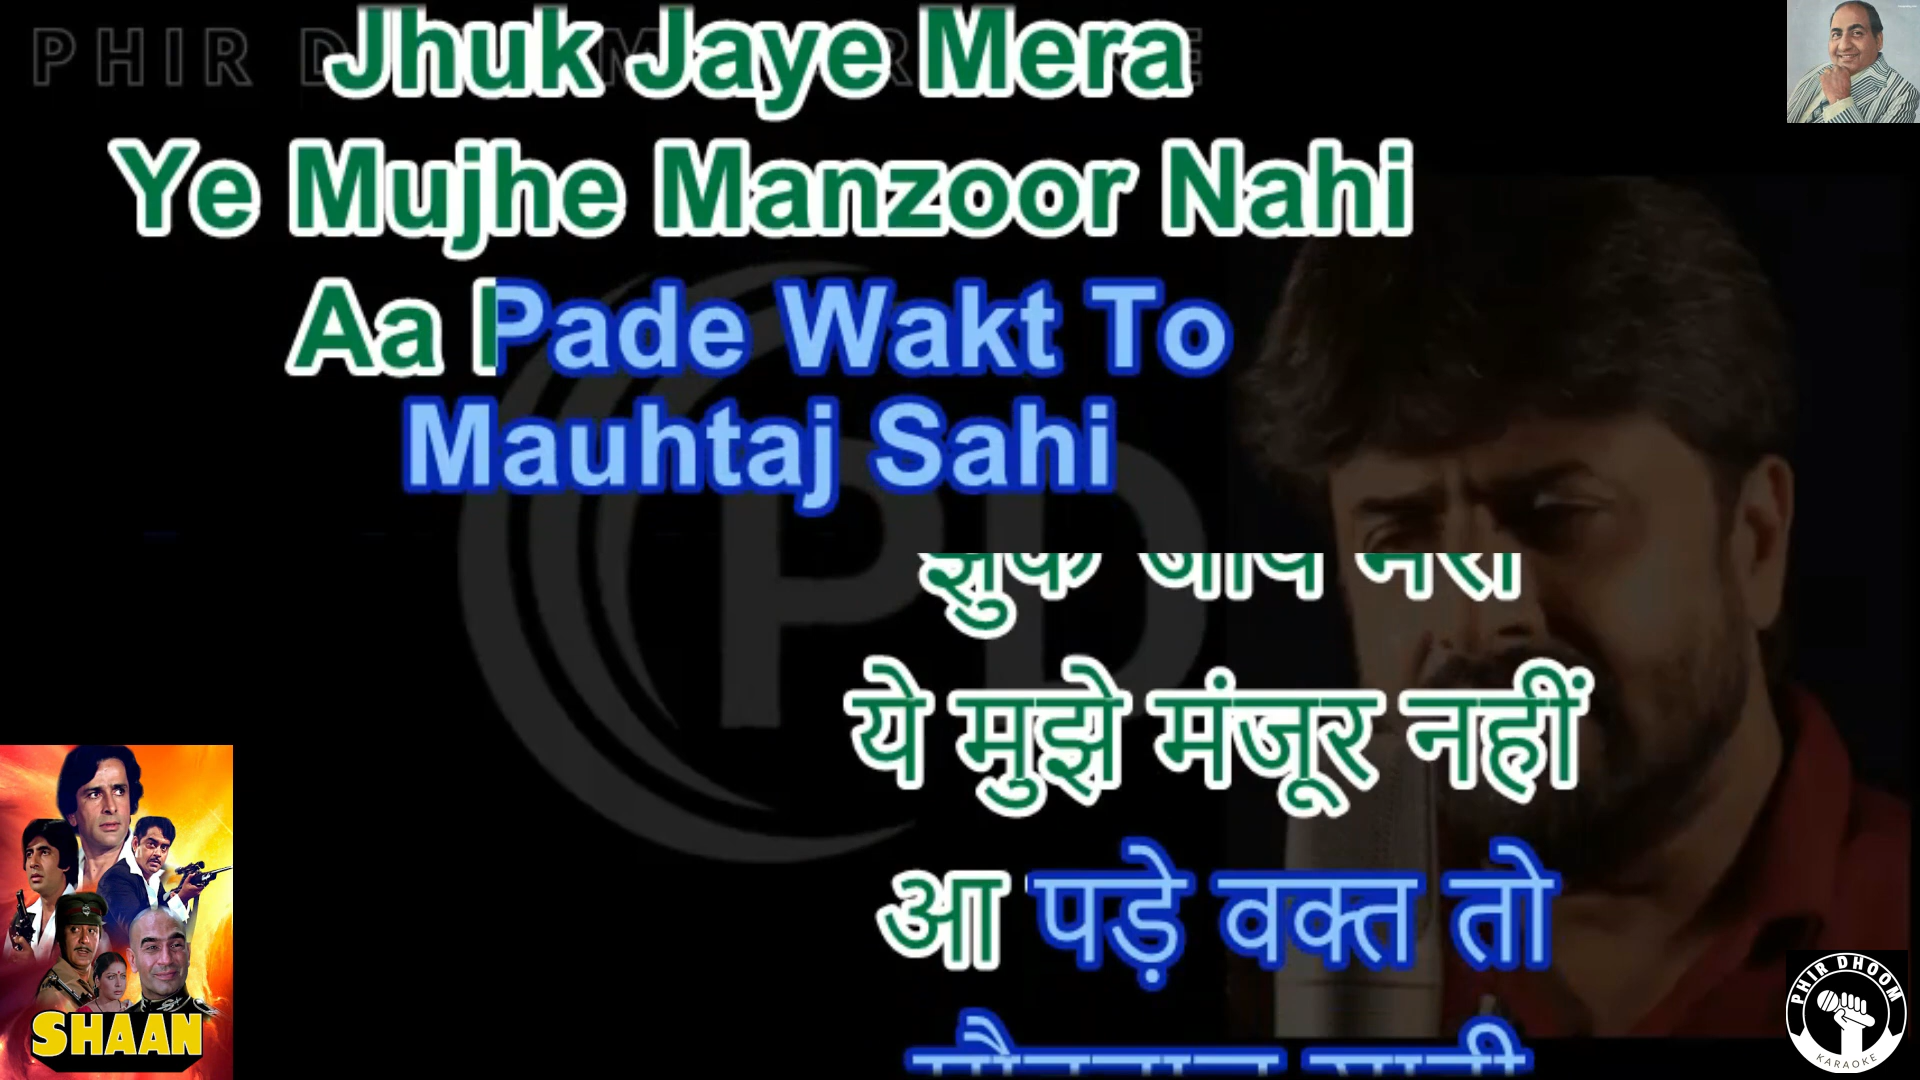 Jhuk Jaye Mera
Ye Mujhe Manzoor Nahi
Aa Pade Wakt To
Mauhtaj Sahi
ये मुझे मंजूर नहीं
आ पड़े वक्त तो
SHAAN
PHIR DHOOM
KARAOKE
PD